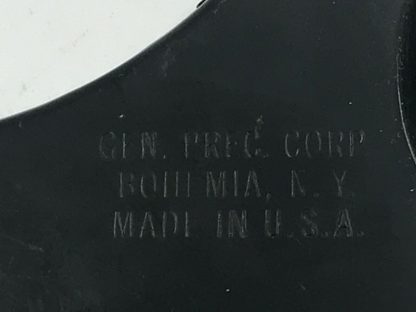 GEN. PREC. CORP
BOHEMIA, N. Y.
MADE IN U.S.A.